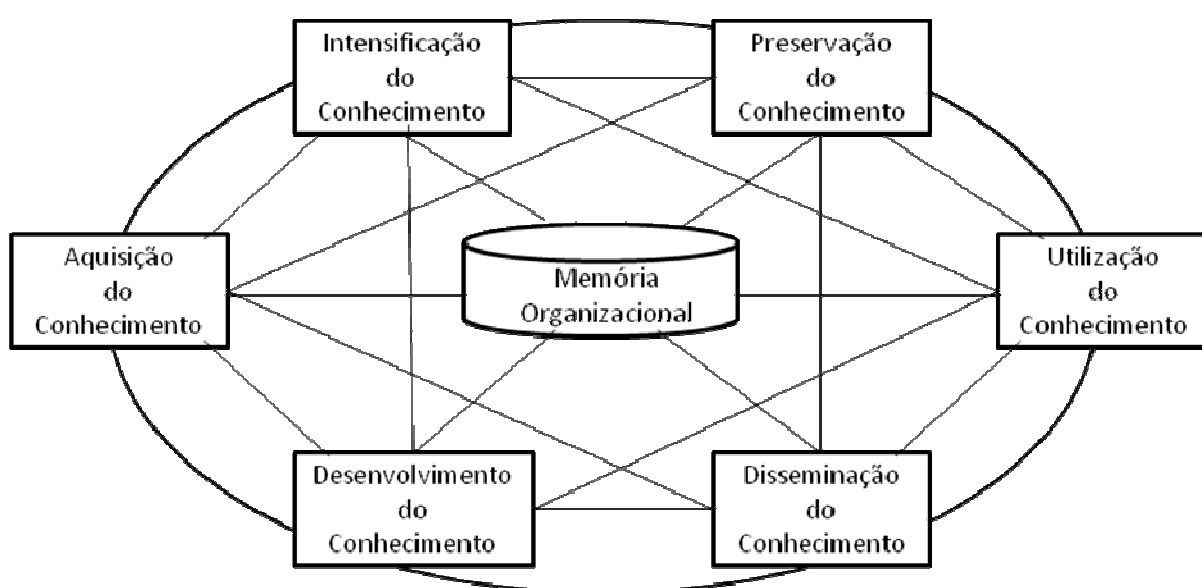 Intensificação
do
Conhecimento
Preservação
do
Conhecimento
Aquisição
do
Conhecimento
Memória
Organizacional
Utilização
do
Conhecimento
Desenvolvimento
do
Conhecimento
Disseminação
do
Conhecimento